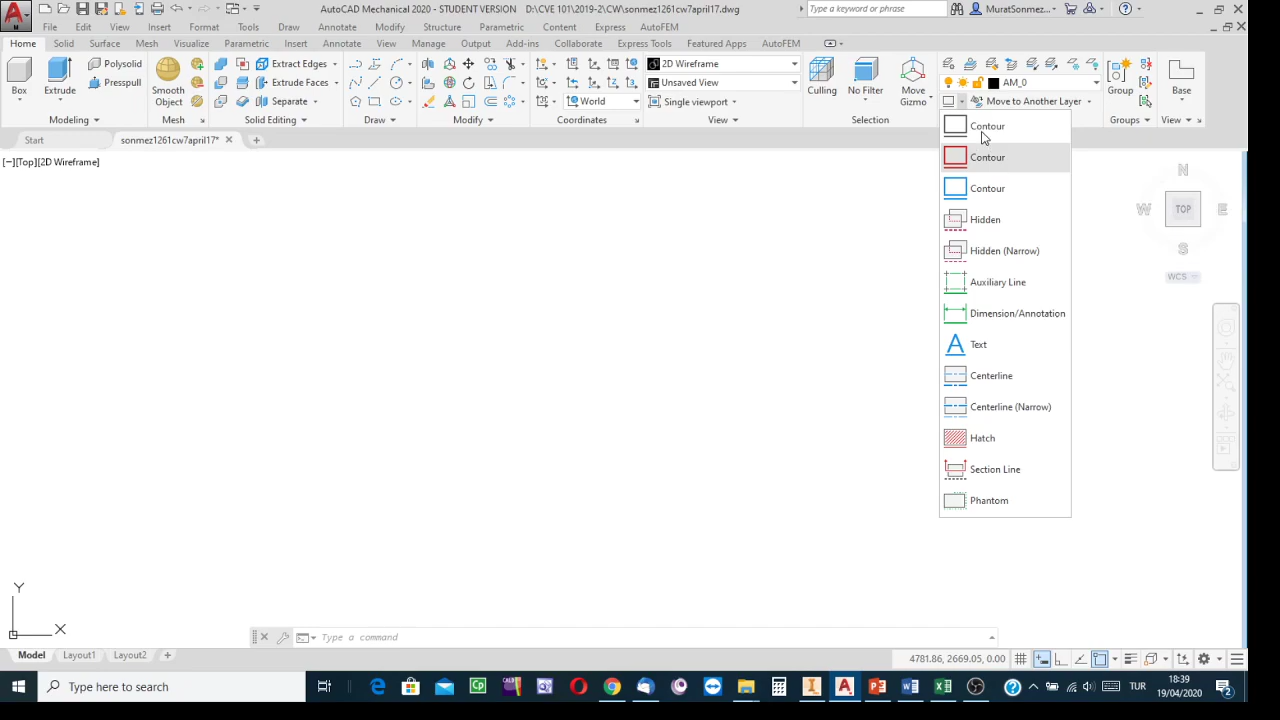 AutoCAD Mechanical 2020 - STUDENT VERSION D:\CVE 101\2019-2\CW\sonmez1261cw7april17.dwg
Type a keyword or phrase
MuratSonmez...
File Edit View Insert Format Tools Draw Dimension Modify Structure Parametric Content Express AutoFEM
Home Solid Surface Mesh Visualize Parametric Insert Annotate View Manage Output Add-ins Collaborate Express Tools Featured Apps AutoFEM
Box
Extrude
Polysolid
Presspull
Modeling
Smooth
Object
Mesh
Extract Edges
Extrude Faces
Separate
Solid Editing
Draw
Modify
World
Coordinates
2D Wireframe
Unsaved View
Single viewport
View
Culling
No Filter
Move
Gizmo
Selection
AM_0
Move to Another Layer
Group
Groups
Base
View
Start
sonmez1261cw7april17*
[−][Top][2D Wireframe]
Contour
Contour
Contour
Hidden
Hidden (Narrow)
Auxiliary Line
Dimension/Annotation
Text
Centerline
Centerline (Narrow)
Hatch
Section Line
Phantom
N
W
TOP
E
S
WCS
Y
X
Type a command
Model Layout1 Layout2
4781.86, 2669.05, 0.00
Type here to search
TUR
18:39
19/04/2020
2